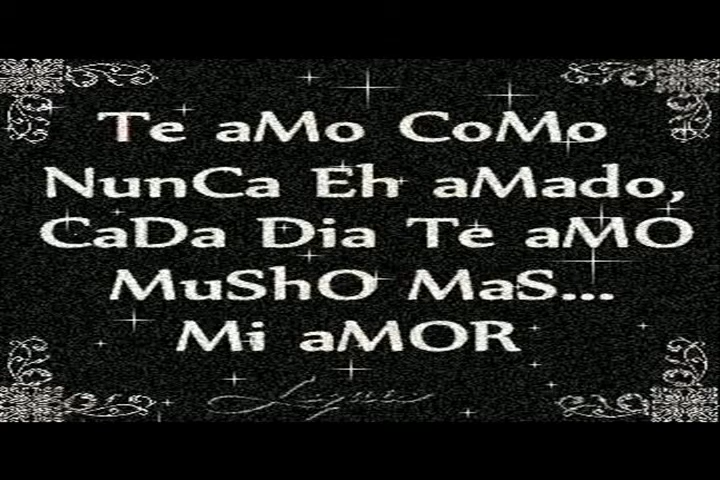 Te aMo CoMo
NunCa Eh aMado,
CaDa Dia Te aMO
MuShO MaS...
Mi aMOR